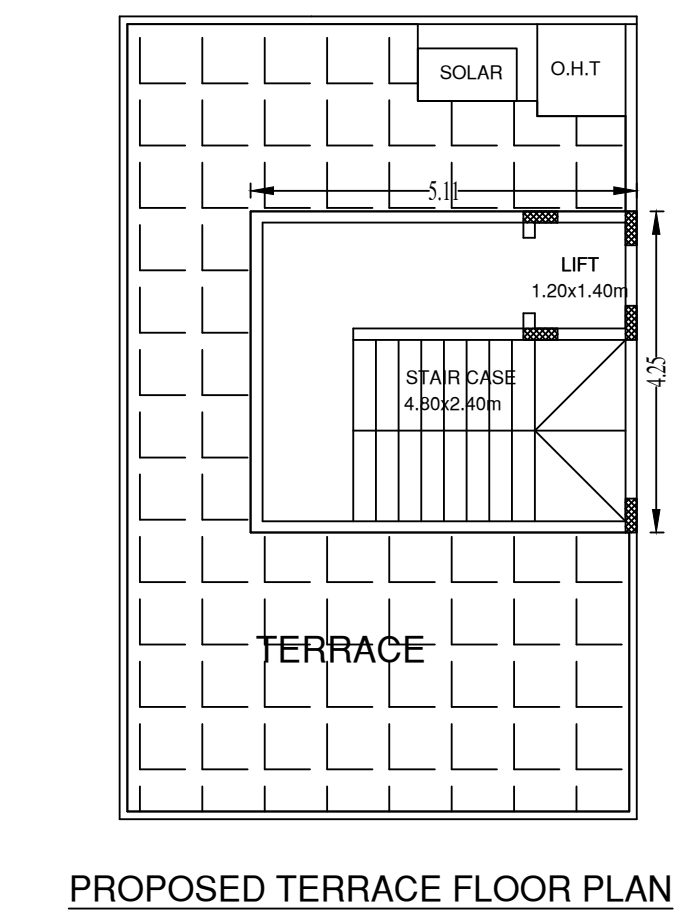 SOLAR
O.H.T
5.11
LIFT
1.20x1.40m
4.25
STAIR CASE
4.80x2.40m
TERRACE
PROPOSED TERRACE FLOOR PLAN